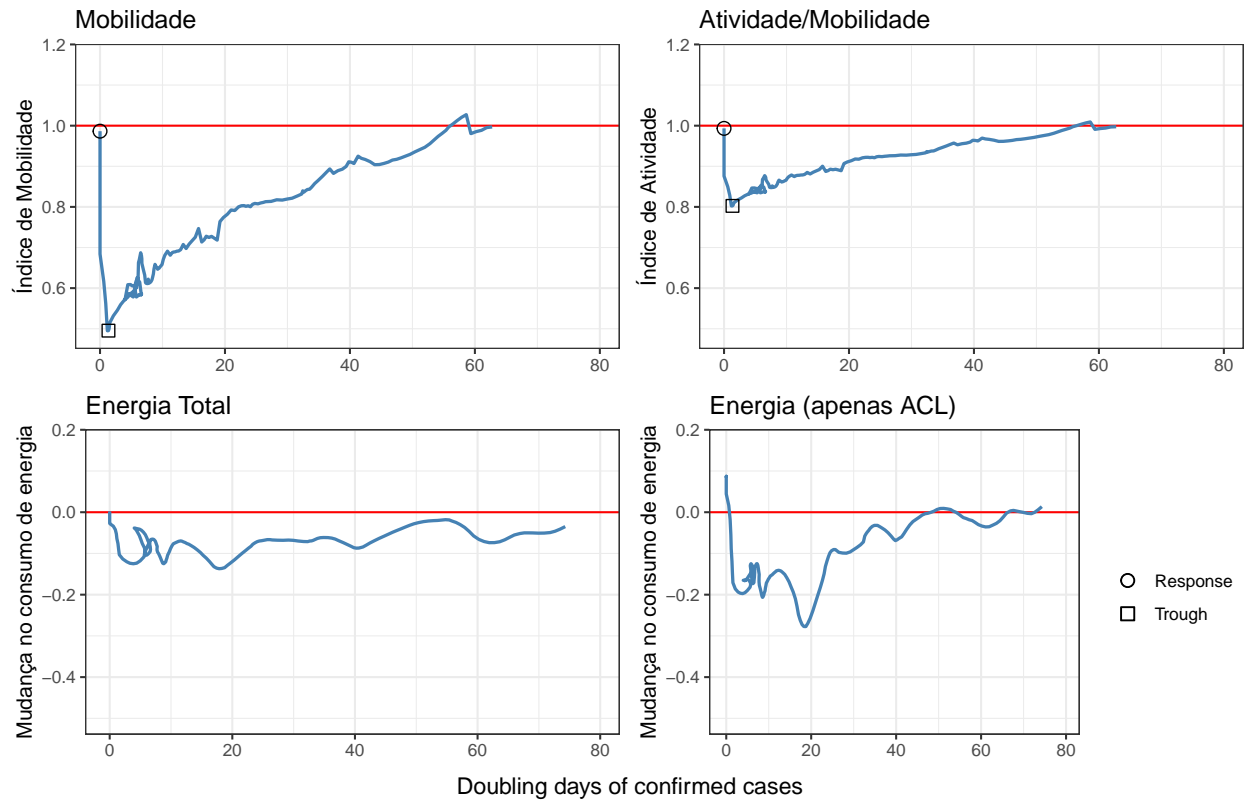 Mobilidade
Atividade/Mobilidade
1.2
1.0
0.8
0.6
Índice de Mobilidade
0 20 40 60 80
1.2
1.0
0.8
0.6
Índice de Atividade
0 20 40 60 80
Energia Total
Energia (apenas ACL)
0.2
0.0
−0.2
−0.4
Mudança no consumo de energia
0 20 40 60 80
0.2
0.0
−0.2
−0.4
Mudança no consumo de energia
0 20 40 60 80
Response
Trough
Doubling days of confirmed cases